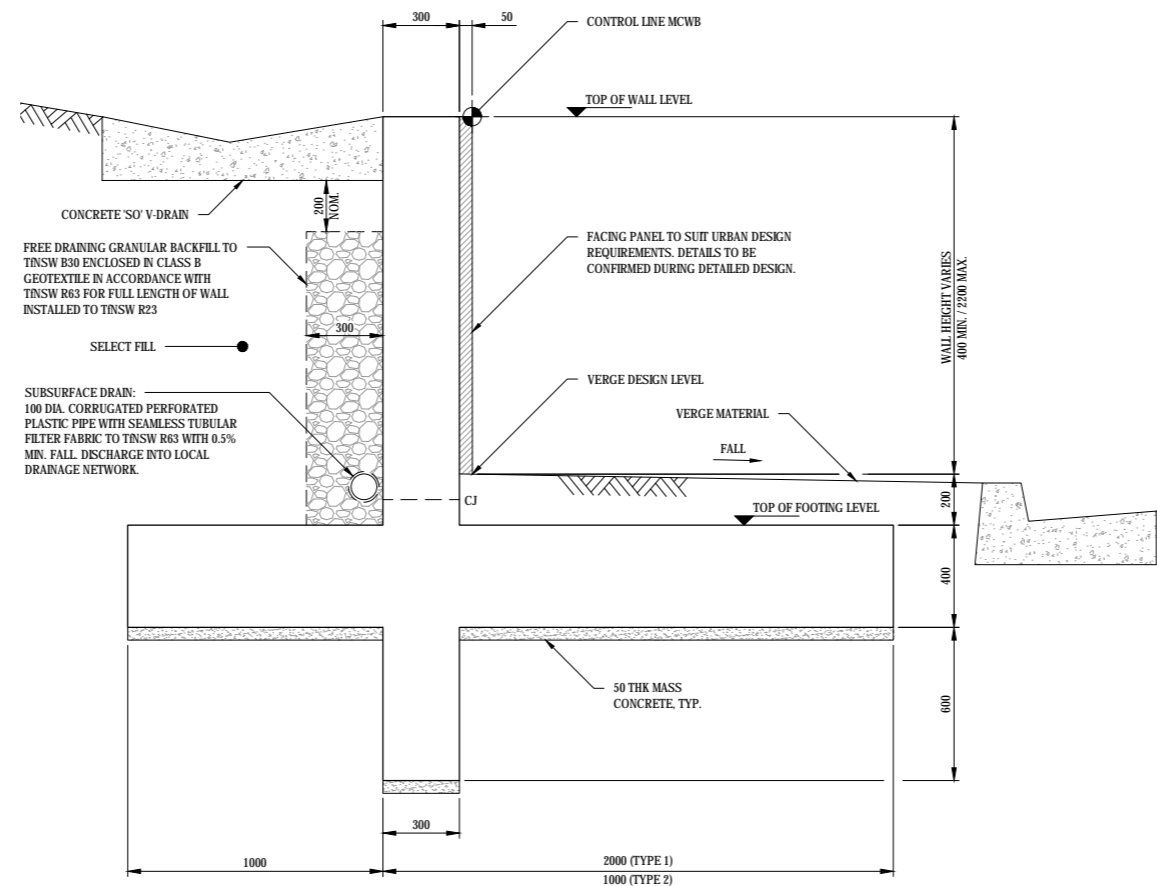 300
50
CONTROL LINE MCWB
TOP OF WALL LEVEL
CONCRETE 'SO' V-DRAIN
200
NOM.
FREE DRAINING GRANULAR BACKFILL TO
TfNSW B30 ENCLOSED IN CLASS B
GEOTEXTILE IN ACCORDANCE WITH
TfNSW R63 FOR FULL LENGTH OF WALL
INSTALLED TO TfNSW R23
FACING PANEL TO SUIT URBAN DESIGN
REQUIREMENTS. DETAILS TO BE
CONFIRMED DURING DETAILED DESIGN.
WALL HEIGHT VARIES
400 MIN. / 2200 MAX.
300
SELECT FILL
SUBSURFACE DRAIN:
100 DIA. CORRUGATED PERFORATED
PLASTIC PIPE WITH SEAMLESS TUBULAR
FILTER FABRIC TO TfNSW R63 WITH 0.5%
MIN. FALL. DISCHARGE INTO LOCAL
DRAINAGE NETWORK.
VERGE DESIGN LEVEL
VERGE MATERIAL
FALL
CJ
200
TOP OF FOOTING LEVEL
400
50 THK MASS
CONCRETE, TYP.
600
300
1000
2000 (TYPE 1)
1000 (TYPE 2)